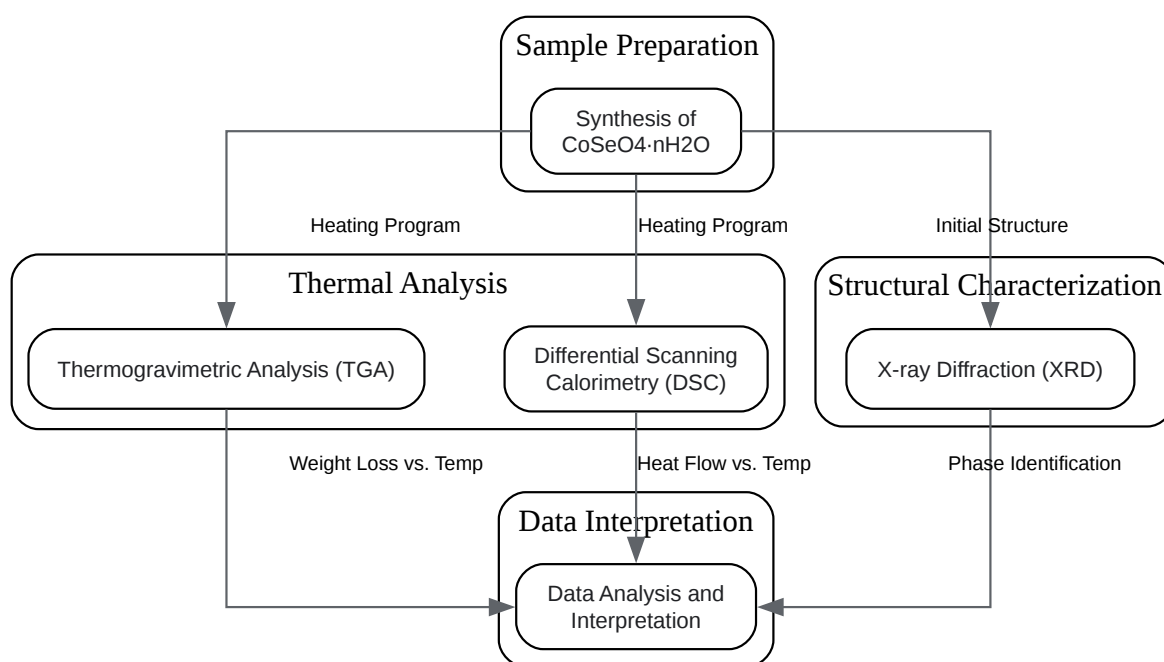 Sample Preparation
Synthesis of
CoSeO4·nH2O
Heating Program
Heating Program
Initial Structure
Thermal Analysis
Structural Characterization
Thermogravimetric Analysis (TGA)
Differential Scanning
Calorimetry (DSC)
X-ray Diffraction (XRD)
Weight Loss vs. Temp
Heat Flow vs. Temp
Phase Identification
Data Interpretation
Data Analysis and
Interpretation